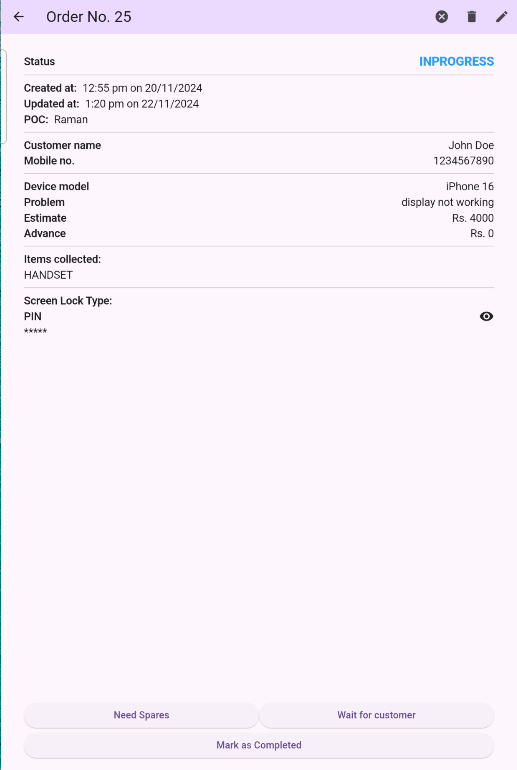 Order No. 25
Status INPROGRESS
Created at: 12:55 pm on 20/11/2024
Updated at: 1:20 pm on 22/11/2024
POC: Raman
Customer name John Doe
Mobile no. 1234567890
Device model iPhone 16
Problem display not working
Estimate Rs. 4000
Advance Rs. 0
Items collected:
HANDSET
Screen Lock Type:
PIN
*****
Need Spares Wait for customer
Mark as Completed